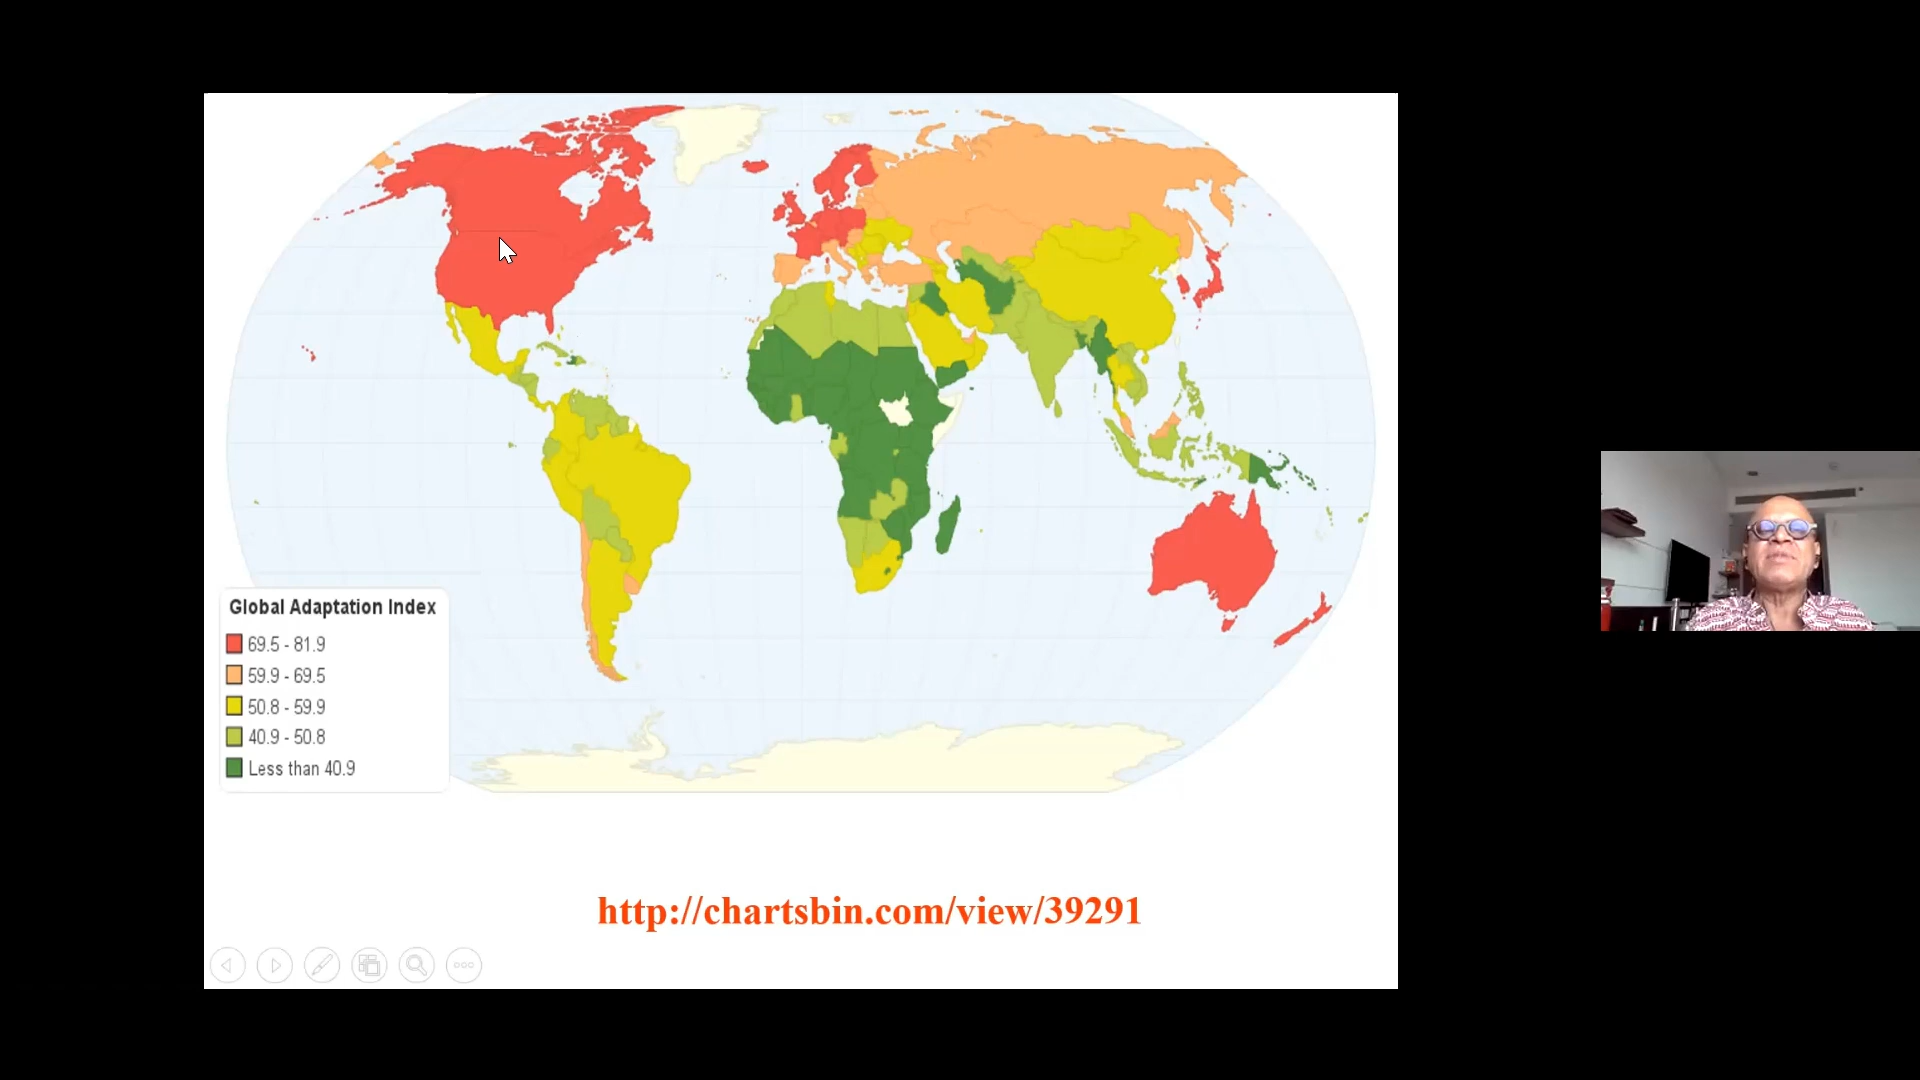 Global Adaptation Index
69.5 - 81.9
59.9 - 69.5
50.8 - 59.9
40.9 - 50.8
Less than 40.9
http://chartsbin.com/view/39291